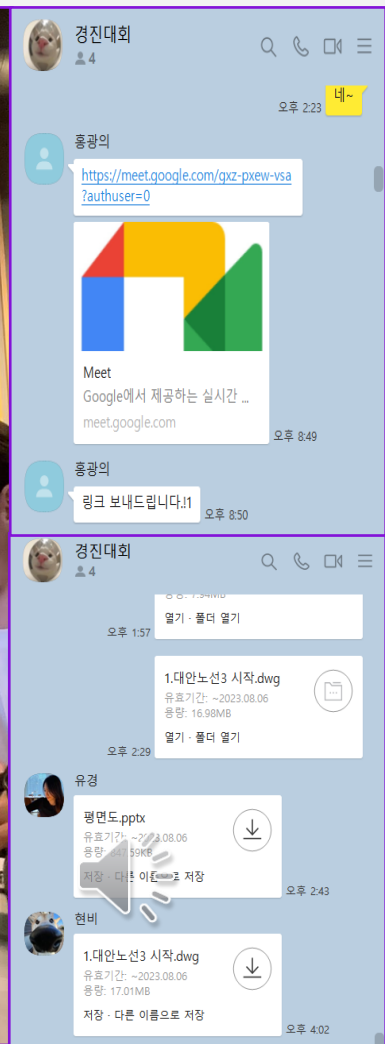 경진대회
4
네~
오후 2:23
홍광의
https://meet.google.com/gxz-pxew-vsa
?authuser=0
Meet
Google에서 제공하는 실시간 ...
meet.google.com
오후 8:49
홍광의
링크 보내드립니다.!1
오후 8:50
경진대회
4
용량: 7.94MB
열기 · 폴더 열기
오후 1:57
1.대안노선3 시작.dwg
유효기간: ~2023.08.06
용량: 16.98MB
열기 · 폴더 열기
오후 2:29
유경
평면도.pptx
유효기간: ~2023.08.06
용량: 647.59KB
저장 · 다른 이름으로 저장
오후 2:43
현비
1.대안노선3 시작.dwg
유효기간: ~2023.08.06
용량: 17.01MB
저장 · 다른 이름으로 저장
오후 4:02